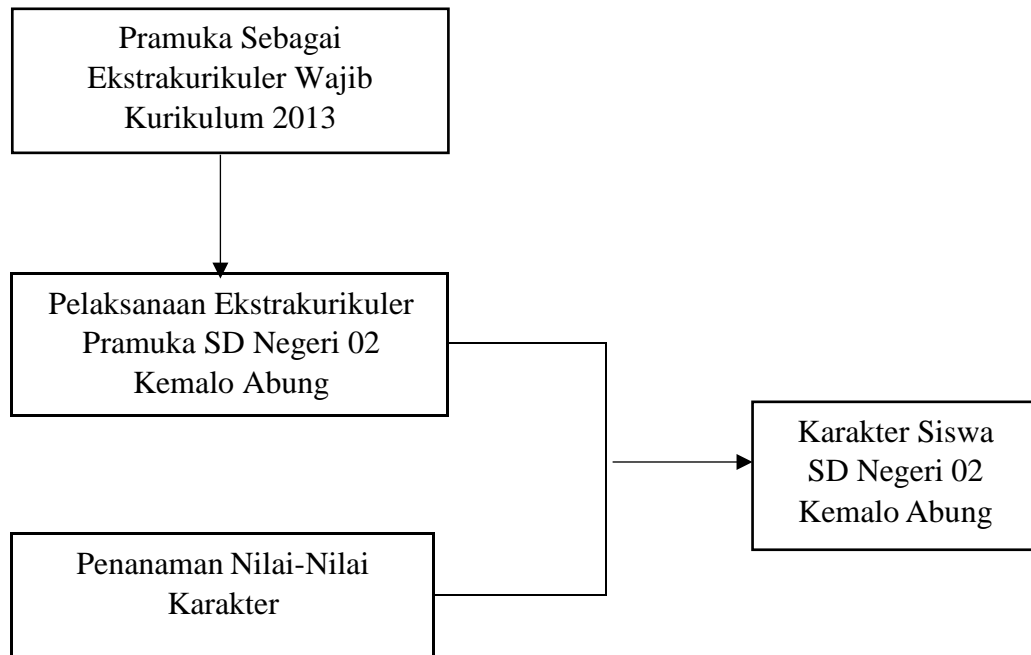 Pramuka Sebagai
Ekstrakurikuler Wajib
Kurikulum 2013
Pelaksanaan Ekstrakurikuler
Pramuka SD Negeri 02
Kemalo Abung
Karakter Siswa
SD Negeri 02
Kemalo Abung
Penanaman Nilai-Nilai
Karakter